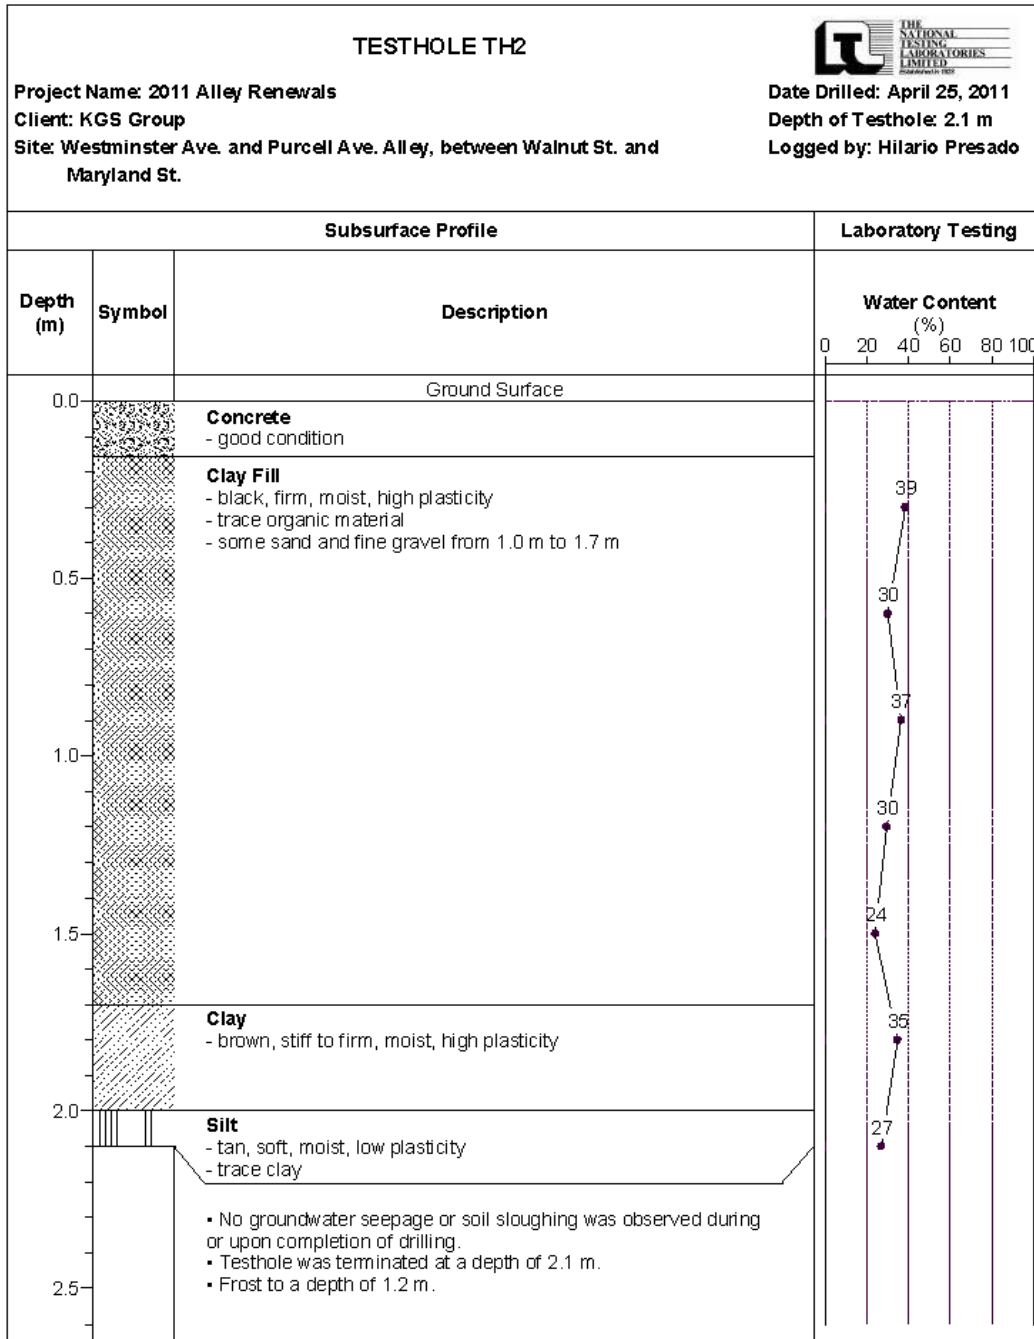 TESTHOLE TH2
THE
NATIONAL
TESTING
LABORATORIES
LIMITED
Established in 1923
Project Name: 2011 Alley Renewals
Client: KGS Group
Site: Westminster Ave. and Purcell Ave. Alley, between Walnut St. and
Maryland St.
Date Drilled: April 25, 2011
Depth of Testhole: 2.1 m
Logged by: Hilario Presado
Subsurface Profile
Laboratory Testing
Depth
(m)
Symbol
Description
Water Content
(%)
0 20 40 60 80 100
Ground Surface
0.0
Concrete
- good condition
Clay Fill
- black, firm, moist, high plasticity
- trace organic material
- some sand and fine gravel from 1.0 m to 1.7 m
39
0.5
30
37
1.0
30
1.5
24
Clay
- brown, stiff to firm, moist, high plasticity
35
2.0
Silt
- tan, soft, moist, low plasticity
- trace clay
27
▪ No groundwater seepage or soil sloughing was observed during
or upon completion of drilling.
▪ Testhole was terminated at a depth of 2.1 m.
▪ Frost to a depth of 1.2 m.
2.5